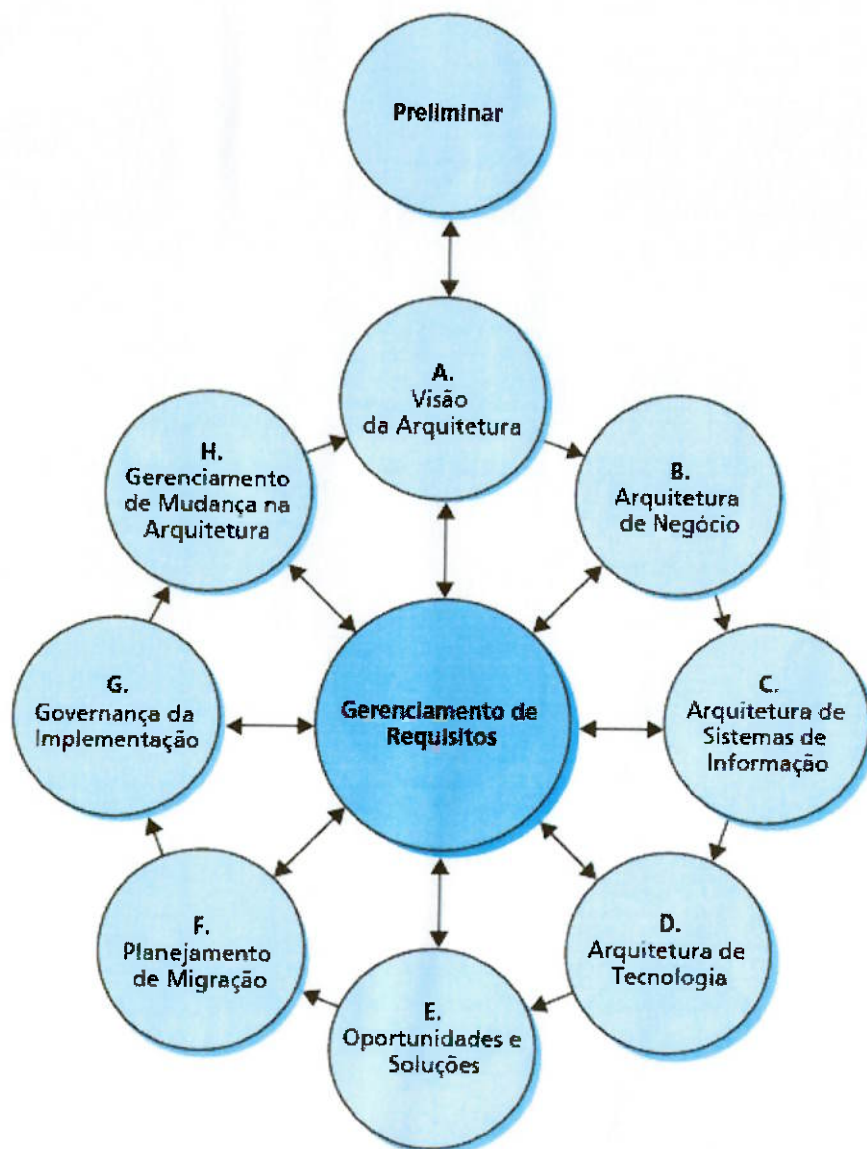 Preliminar
A.
Visão
da Arquitetura
B.
Arquitetura
de Negócio
C.
Arquitetura de
Sistemas de
Informação
D.
Arquitetura de
Tecnologia
E.
Oportunidades e
Soluções
F.
Planejamento
de Migração
G.
Governança da
Implementação
H.
Gerenciamento
de Mudança na
Arquitetura
Gerenciamento de
Requisitos